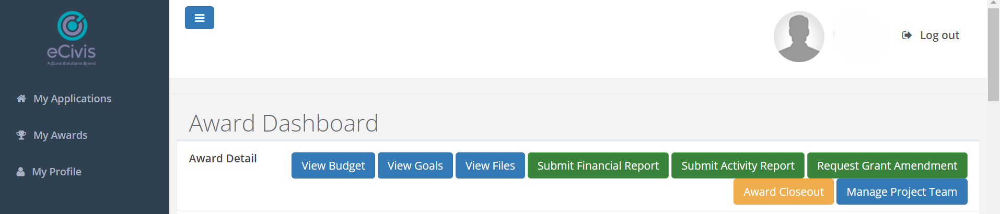 eCivis
A Euna Solutions Brand
My Applications
My Awards
My Profile
Log out
Award Dashboard
Award Detail
View Budget View Goals View Files Submit Financial Report Submit Activity Report Request Grant Amendment
Award Closeout Manage Project Team